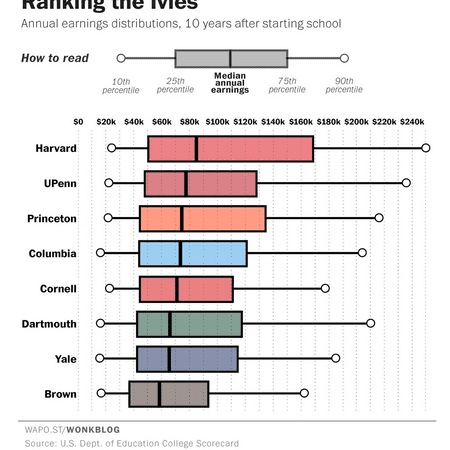 Ranking the Ivies
Annual earnings distributions, 10 years after starting school
How to read
10th
percentile
25th
percentile
Median
annual
earnings
75th
percentile
90th
percentile
$0 $20k $40k $60k $80k $100k $120k $140k $160k $180k $200k $220k $240k
Harvard
UPenn
Princeton
Columbia
Cornell
Dartmouth
Yale
Brown
WAPO.ST/WONKBLOG
Source: U.S. Dept. of Education College Scorecard